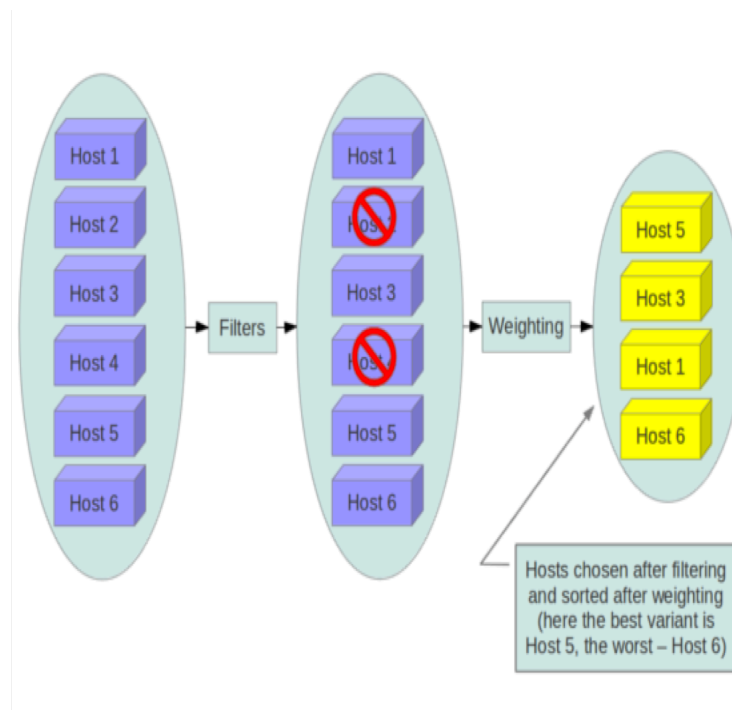 Host 1
Host 2
Host 3
Host 4
Host 5
Host 6
Filters
Host 1
Host
Host 3
Host
Host 5
Host 6
Weighting
Host 5
Host 3
Host 1
Host 6
Hosts chosen after filtering
and sorted after weighting
(here the best variant is
Host 5, the worst – Host 6)